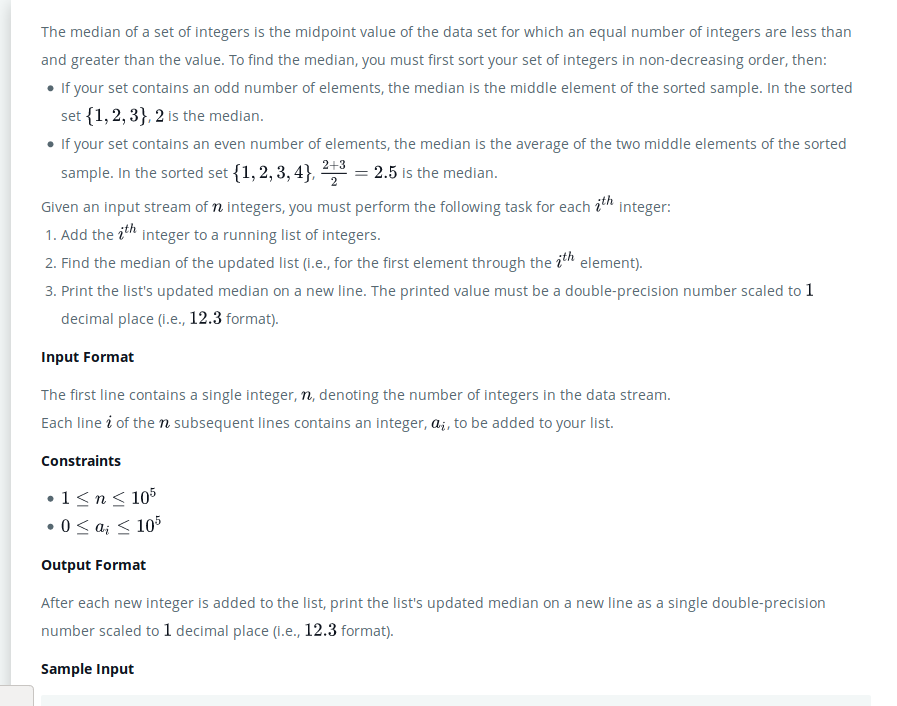 The median of a set of integers is the midpoint value of the data set for which an equal number of integers are less than
and greater than the value. To find the median, you must first sort your set of integers in non-decreasing order, then:
• If your set contains an odd number of elements, the median is the middle element of the sorted sample. In the sorted
set {1, 2, 3}, 2 is the median.
• If your set contains an even number of elements, the median is the average of the two middle elements of the sorted
sample. In the sorted set {1, 2, 3, 4}, \frac{2+3}{2} = 2.5 is the median.
Given an input stream of n integers, you must perform the following task for each i^{th} integer:
1. Add the i^{th} integer to a running list of integers.
2. Find the median of the updated list (i.e., for the first element through the i^{th} element).
3. Print the list's updated median on a new line. The printed value must be a double-precision number scaled to 1
decimal place (i.e., 12.3 format).
Input Format
The first line contains a single integer, n, denoting the number of integers in the data stream.
Each line i of the n subsequent lines contains an integer, a_i, to be added to your list.
Constraints
• 1 ≤ n ≤ 10^5
• 0 ≤ a_i ≤ 10^5
Output Format
After each new integer is added to the list, print the list's updated median on a new line as a single double-precision
number scaled to 1 decimal place (i.e., 12.3 format).
Sample Input